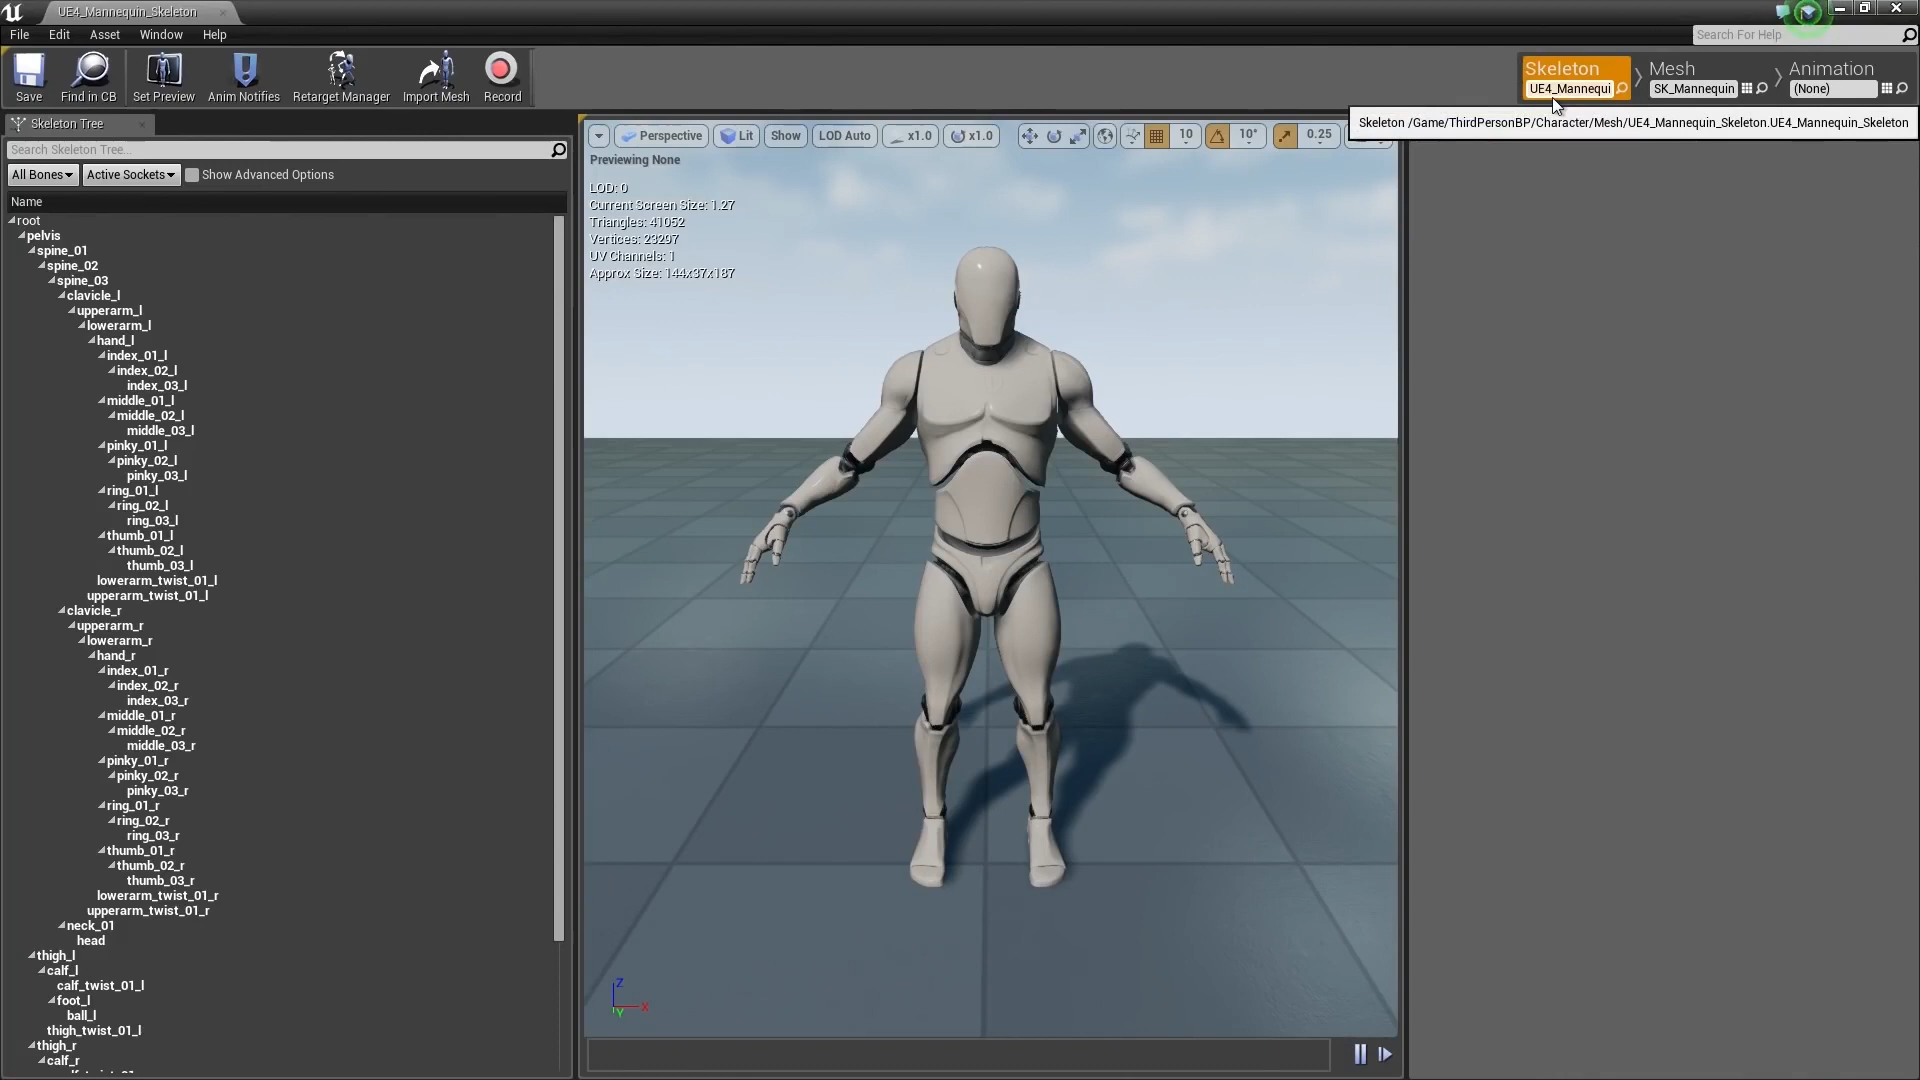 UE4_Mannequin_Skeleton
File Edit Asset Window Help
Search For Help
Save Find in CB Set Preview Anim Notifies Retarget Manager Import Mesh Record
Skeleton Mesh Animation
UE4_Mannequi SK_Mannequin (None)
Skeleton /Game/ThirdPersonBP/Character/Mesh/UE4_Mannequin_Skeleton.UE4_Mannequin_Skeleton
Skeleton Tree
Search Skeleton Tree...
All Bones Active Sockets Show Advanced Options
Name
root
pelvis
spine_01
spine_02
spine_03
clavicle_l
upperarm_l
lowerarm_l
hand_l
index_01_l
index_02_l
index_03_l
middle_01_l
middle_02_l
middle_03_l
pinky_01_l
pinky_02_l
pinky_03_l
ring_01_l
ring_02_l
ring_03_l
thumb_01_l
thumb_02_l
thumb_03_l
lowerarm_twist_01_l
upperarm_twist_01_l
clavicle_r
upperarm_r
lowerarm_r
hand_r
index_01_r
index_02_r
index_03_r
middle_01_r
middle_02_r
middle_03_r
pinky_01_r
pinky_02_r
pinky_03_r
ring_01_r
ring_02_r
ring_03_r
thumb_01_r
thumb_02_r
thumb_03_r
lowerarm_twist_01_r
upperarm_twist_01_r
neck_01
head
thigh_l
calf_l
calf_twist_01_l
foot_l
ball_l
thigh_twist_01_l
thigh_r
calf_r
Perspective Lit Show LOD Auto x1.0 x1.0 10 10° 0.25
Previewing None
LOD: 0
Current Screen Size: 1.27
Triangles: 41052
Vertices: 23297
UV Channels: 1
Approx Size: 144x37x187
Z
X
Y